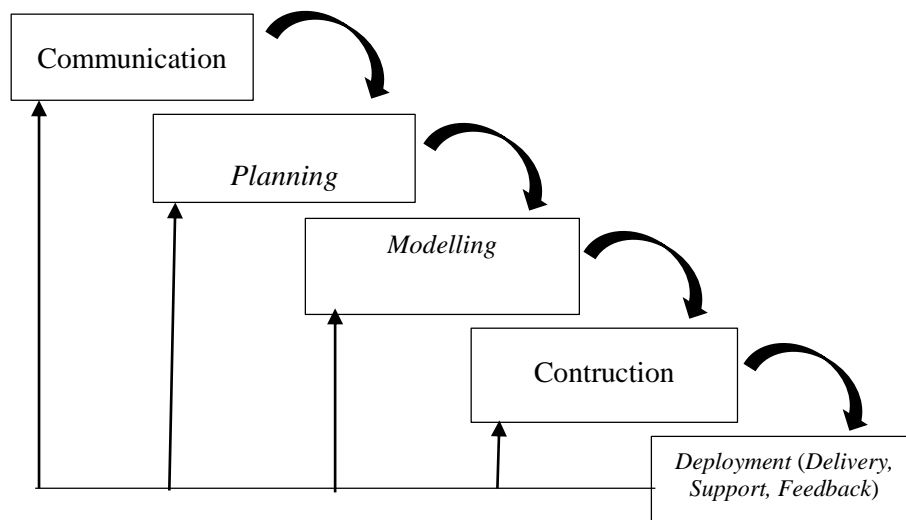 Communication
Planning
Modelling
Contruction
Deployment (Delivery,
Support, Feedback)